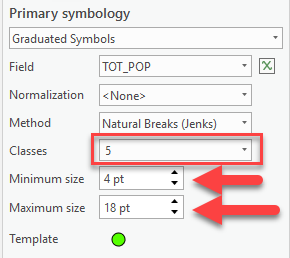 Primary symbology
Graduated Symbols
Field TOT_POP
Normalization <None>
Method Natural Breaks (Jenks)
Classes 5
Minimum size 4 pt
Maximum size 18 pt
Template